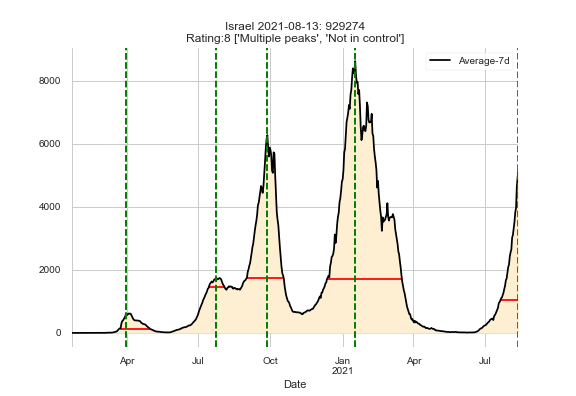 Israel 2021-08-13: 929274
Rating:8 ['Multiple peaks', 'Not in control']
Average-7d
8000
6000
4000
2000
0
Apr
Jul
Oct
Jan
2021
Apr
Jul
Date